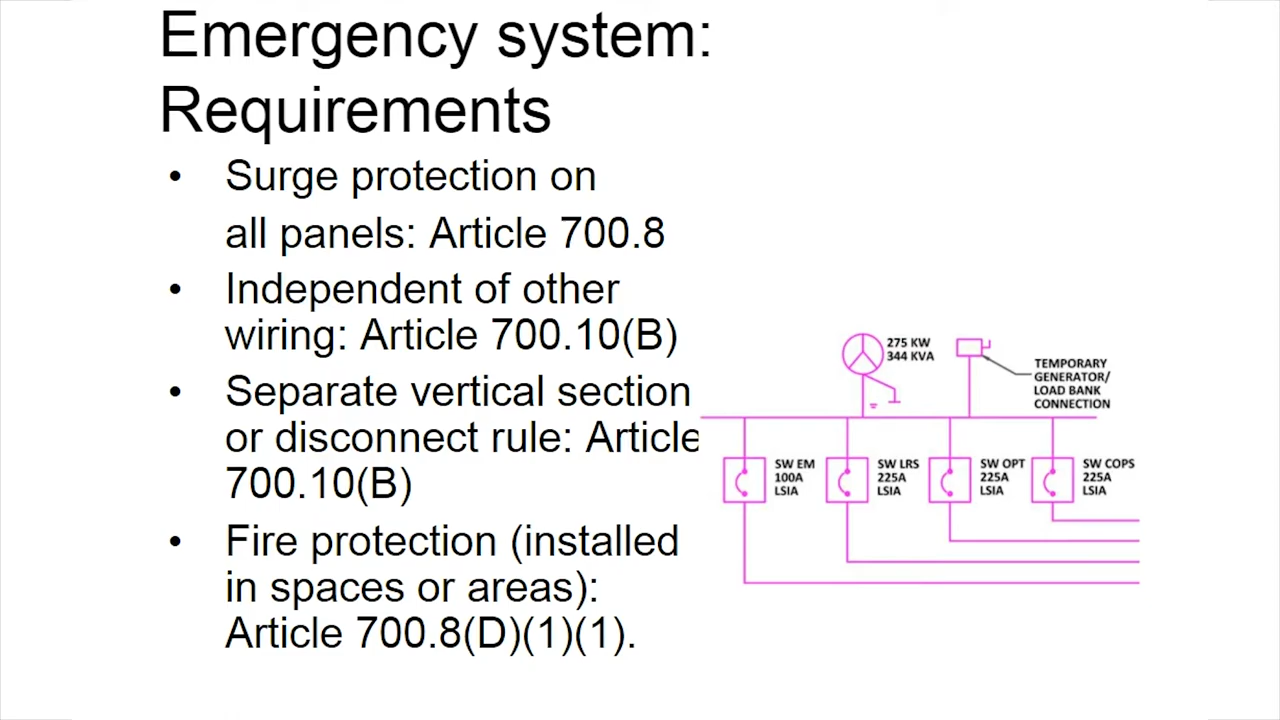 Emergency system:
Requirements
• Surge protection on
all panels: Article 700.8
• Independent of other
wiring: Article 700.10(B)
• Separate vertical section
or disconnect rule: Article
700.10(B)
• Fire protection (installed
in spaces or areas):
Article 700.8(D)(1)(1).
275 KW
344 KVA
TEMPORARY
GENERATOR/
LOAD BANK
CONNECTION
SW EM
100A
LSIA
SW LRS
225A
LSIA
SW OPT
225A
LSIA
SW COPS
225A
LSIA